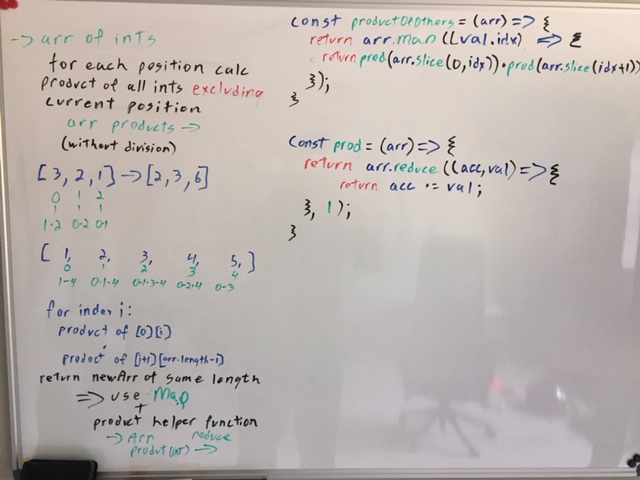 → arr of ints
for each position calc
product of all ints excluding
current position
arr products →
(without division)
[3, 2, 1] → [2, 3, 6]
0 1 2
1-2 0-2 0-1
[ 1, 2, 3, 4, 5, ]
0 1 2 3 4
1-4 0-1-4 0-1-3-4 0-2-4 0-3
for index i:
product of [0][i]
product of [i+1][arr.length-1]
return newArr of same length
⇒ use Map
+
product helper function
→ Arr reduce
produt(arr) →
const productOfOthers = (arr) => {
return arr.map((val.idx) => {
return prod(arr.slice(0,idx))·prod(arr.slice(idx+1))
});
}
const prod = (arr) => {
return arr.reduce((acc,val) => {
return acc *= val;
}, 1);
}